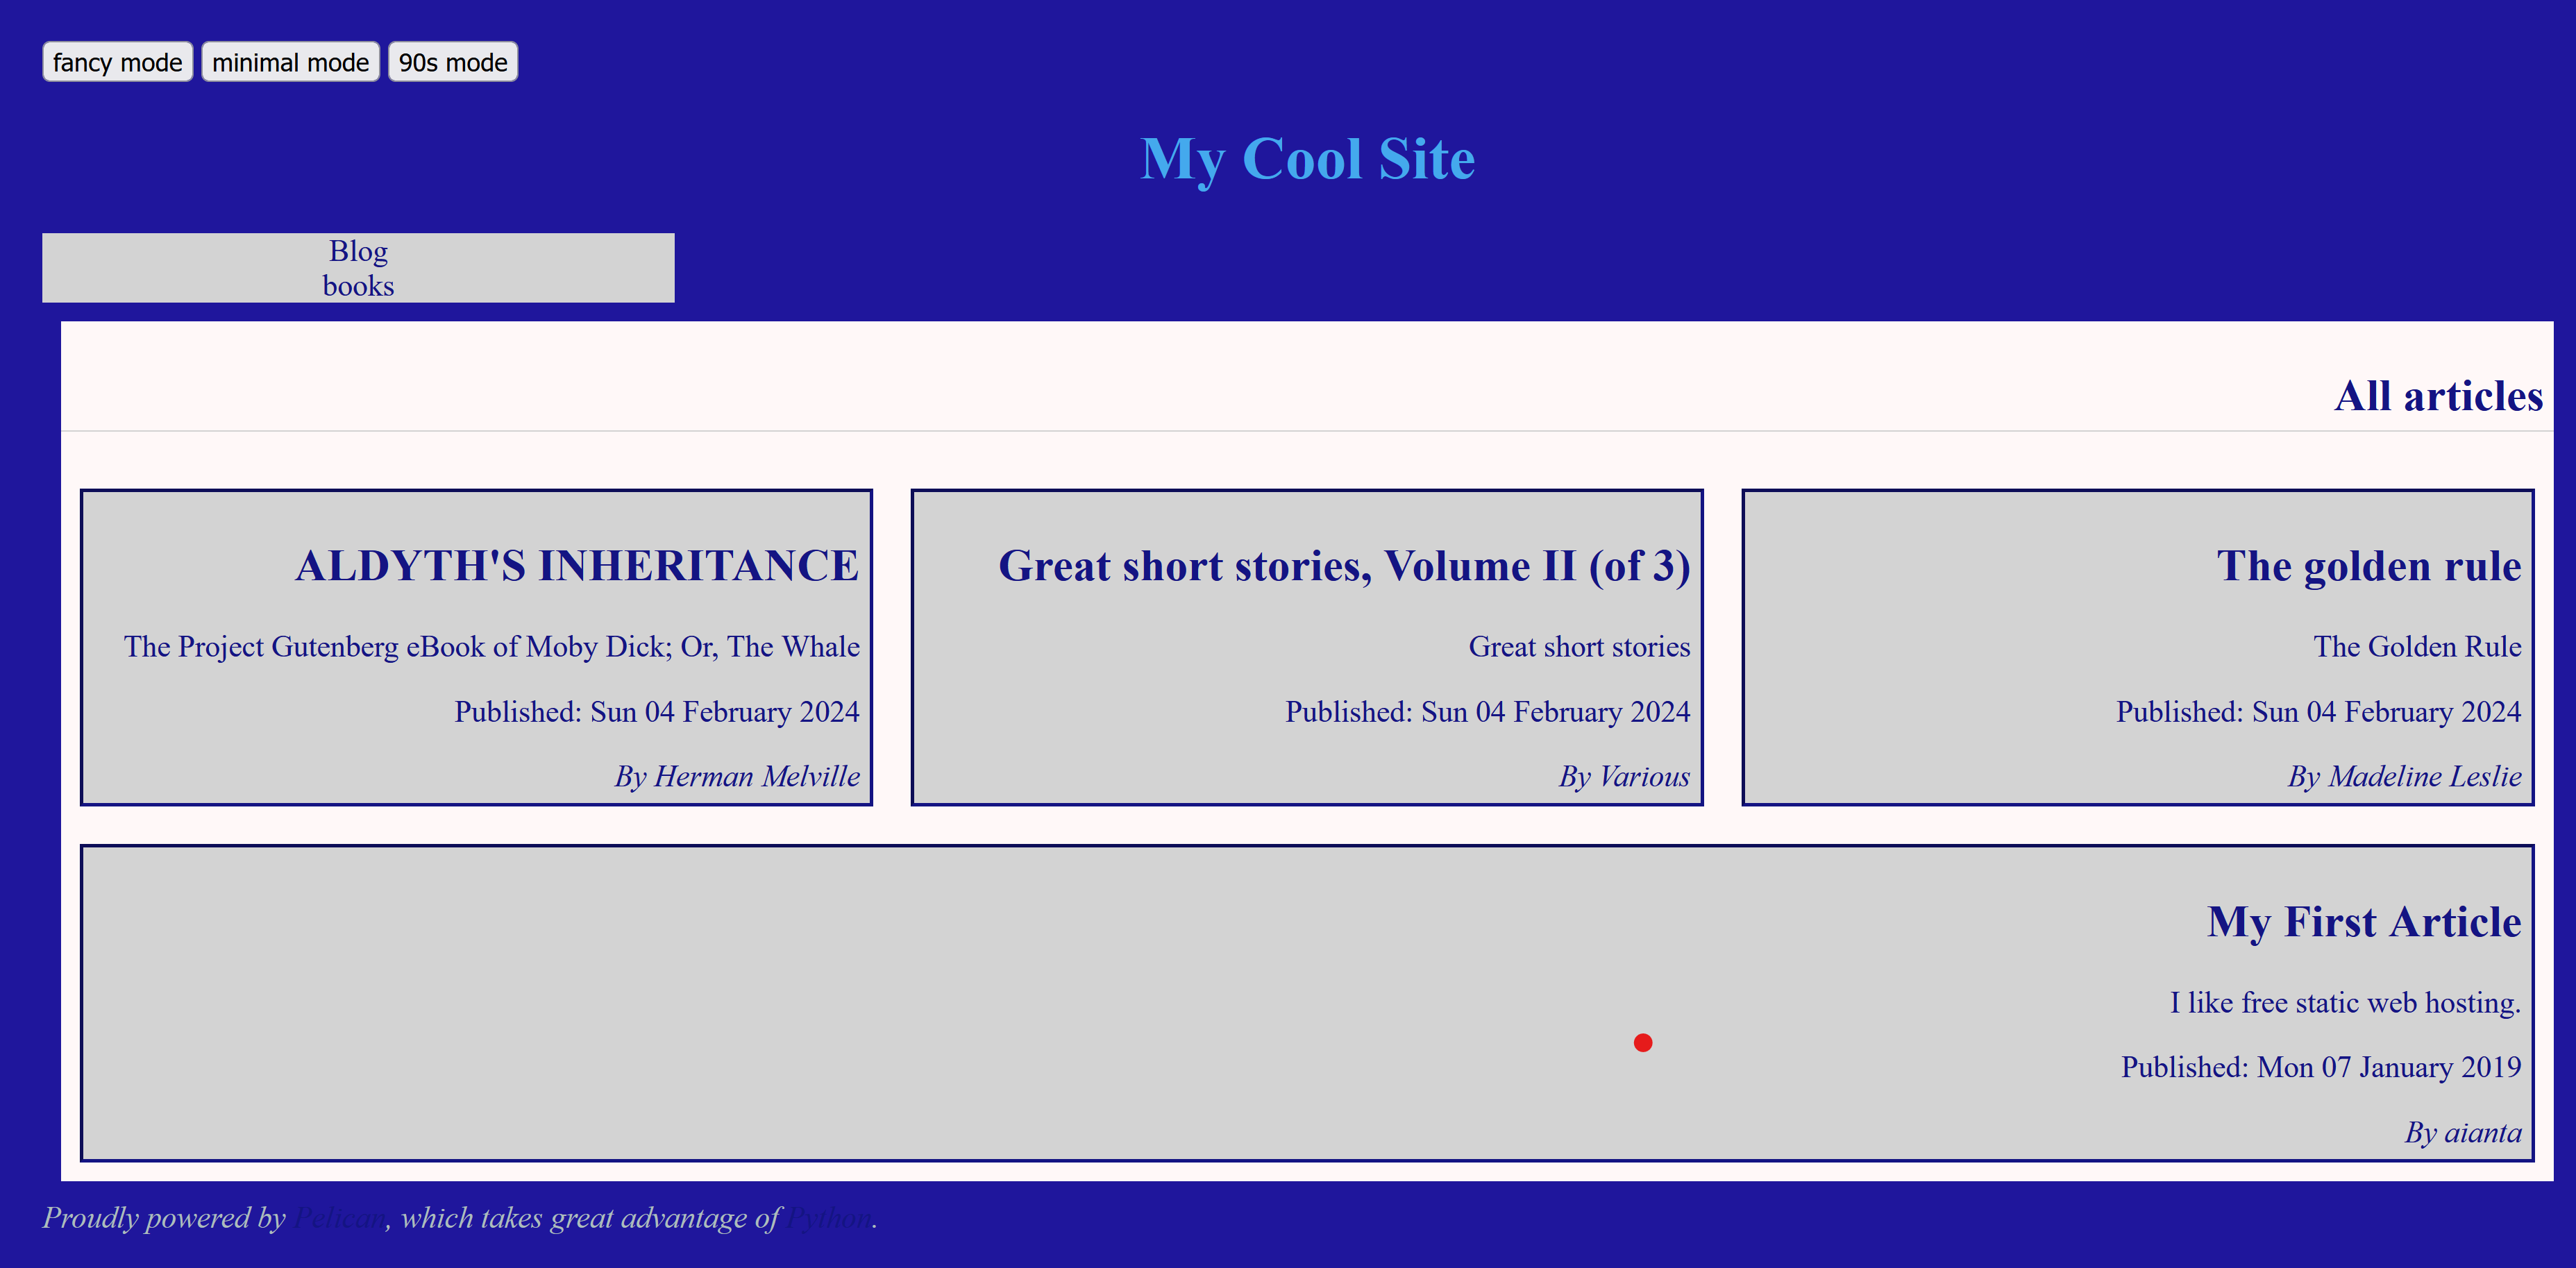 fancy mode minimal mode 90s mode
My Cool Site
Blog
books
All articles
ALDYTH'S INHERITANCE
The Project Gutenberg eBook of Moby Dick; Or, The Whale
Published: Sun 04 February 2024
By Herman Melville
Great short stories, Volume II (of 3)
Great short stories
Published: Sun 04 February 2024
By Various
The golden rule
The Golden Rule
Published: Sun 04 February 2024
By Madeline Leslie
My First Article
I like free static web hosting.
Published: Mon 07 January 2019
By aianta
Proudly powered by Pelican, which takes great advantage of Python.